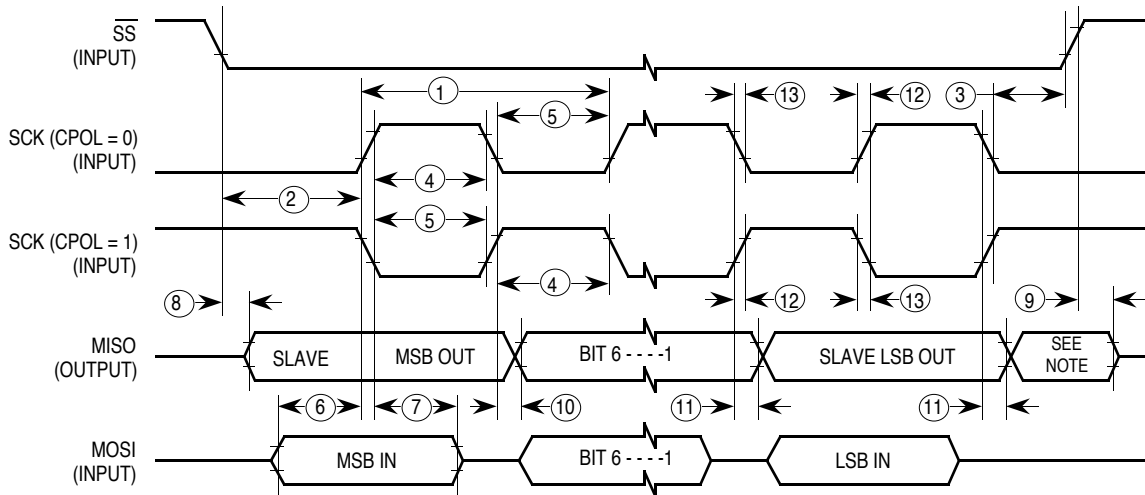 SS
(INPUT)
1
13
12
3
5
SCK (CPOL = 0)
(INPUT)
4
2
5
SCK (CPOL = 1)
(INPUT)
4
8
12
13
9
MISO
(OUTPUT)
SLAVE
MSB OUT
BIT 6 - - - - -1
SLAVE LSB OUT
SEE
NOTE
6
7
10
11
11
MOSI
(INPUT)
MSB IN
BIT 6 - - - - -1
LSB IN